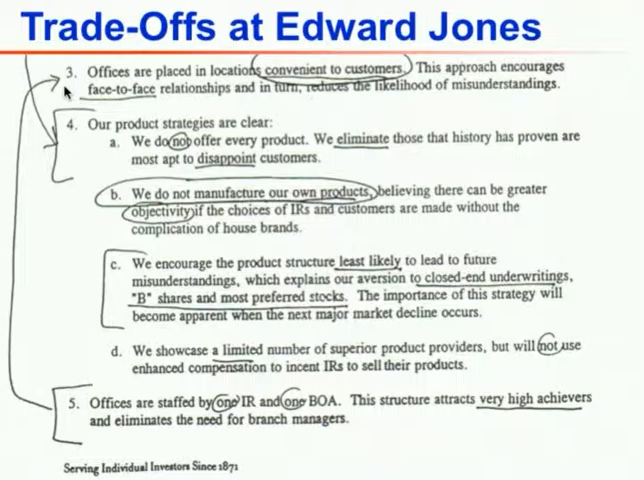 Trade-Offs at Edward Jones
3. Offices are placed in locations convenient to customers. This approach encourages
face-to-face relationships and in turn, reduces the likelihood of misunderstandings.
4. Our product strategies are clear:
a. We do not offer every product. We eliminate those that history has proven are
most apt to disappoint customers.
b. We do not manufacture our own products, believing there can be greater
objectivity if the choices of IRs and customers are made without the
complication of house brands.
c. We encourage the product structure least likely to lead to future
misunderstandings, which explains our aversion to closed-end underwritings,
"B" shares and most preferred stocks. The importance of this strategy will
become apparent when the next major market decline occurs.
d. We showcase a limited number of superior product providers, but will not use
enhanced compensation to incent IRs to sell their products.
5. Offices are staffed by one IR and one BOA. This structure attracts very high achievers
and eliminates the need for branch managers.
Serving Individual Investors Since 1871